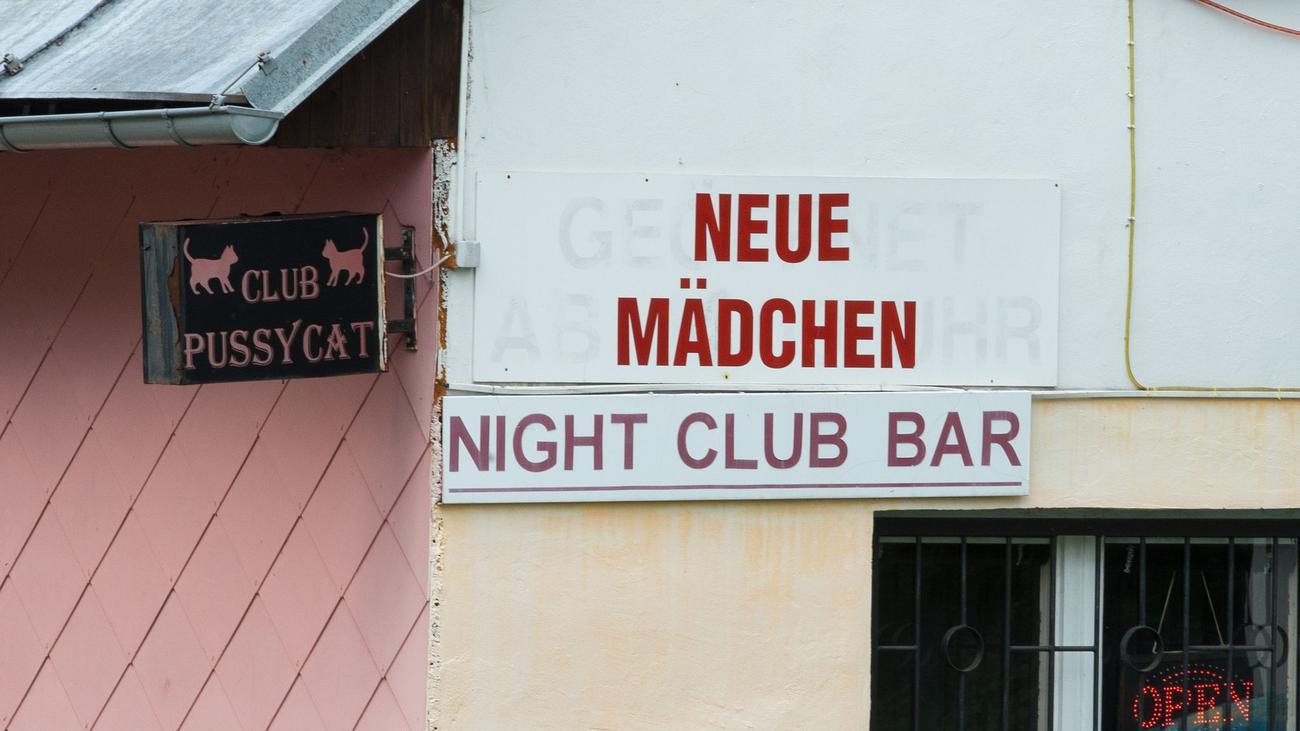 CLUB
PUSSYCAT
NEUE
MÄDCHEN
NIGHT CLUB BAR
OPEN